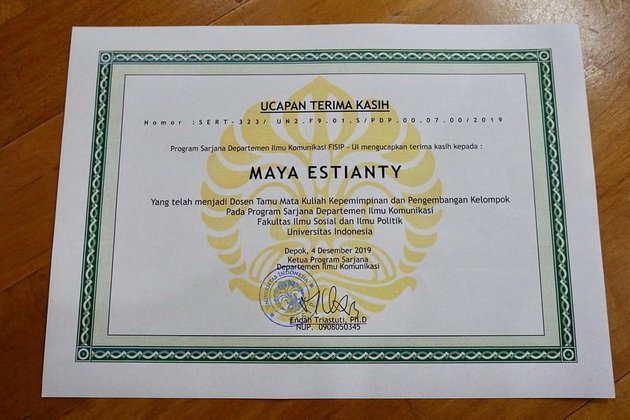 UCAPAN TERIMA KASIH
Nomor :SERT-323/ UN2.F9.01.S/PDP.00.07.00/2019
Program Sarjana Departemen Ilmu Komunikasi FISIP - UI mengucapkan terima kasih kepada :
MAYA ESTIANTY
Yang telah menjadi Dosen Tamu Mata Kuliah Kepemimpinan dan Pengembangan Kelompok
Pada Program Sarjana Departemen Ilmu Komunikasi
Fakultas Ilmu Sosial dan Ilmu Politik
Universitas Indonesia
Depok, 4 Desember 2019
Ketua Program Sarjana
Departemen Ilmu Komunikasi
UNIVERSITAS INDONESIA
Endah Triastuti, Ph.D
NUP. 0908050345